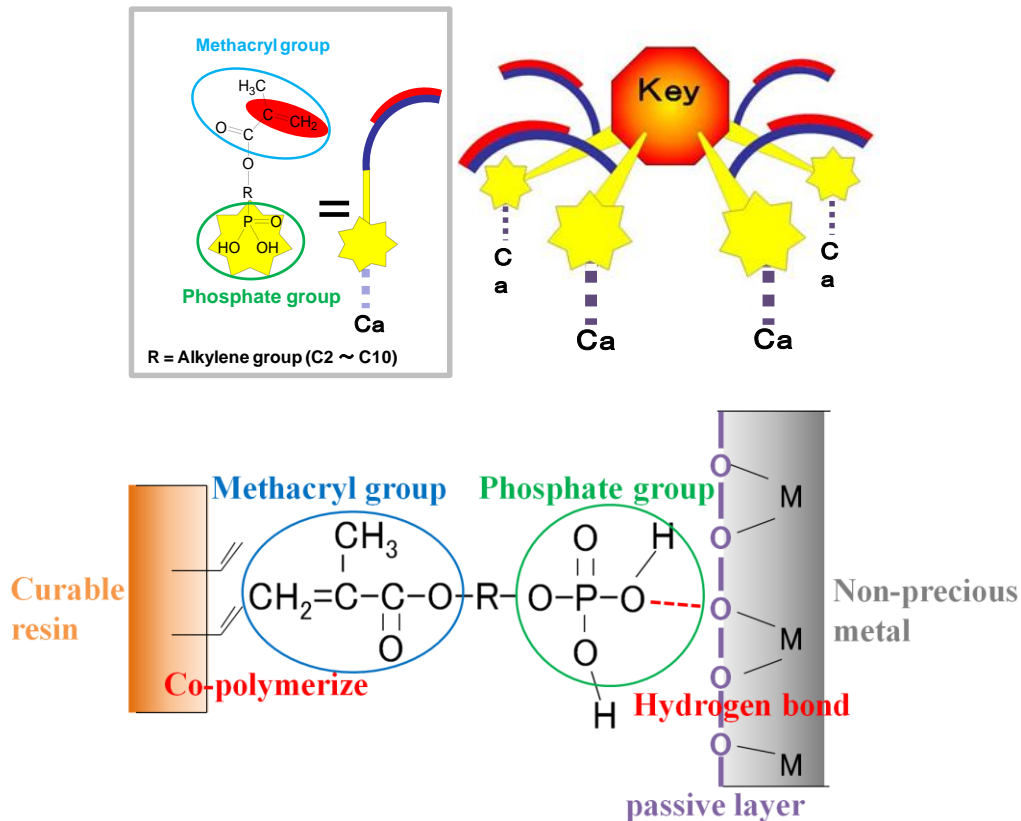 Methacryl group
H₃C
C=CH₂
O=C
O
R
P=O
HO OH
=
Phosphate group
Ca
R = Alkylene group (C2 ~ C10)
Key
C
a
C
a
Ca
Ca
Methacryl group
Phosphate group
CH₃
O
H
CH₂=C-C-O-R-O-P-O
O
O
H
Curable
resin
Co-polymerize
Hydrogen bond
O
O
O
O
O
M
M
M
Non-precious
metal
passive layer